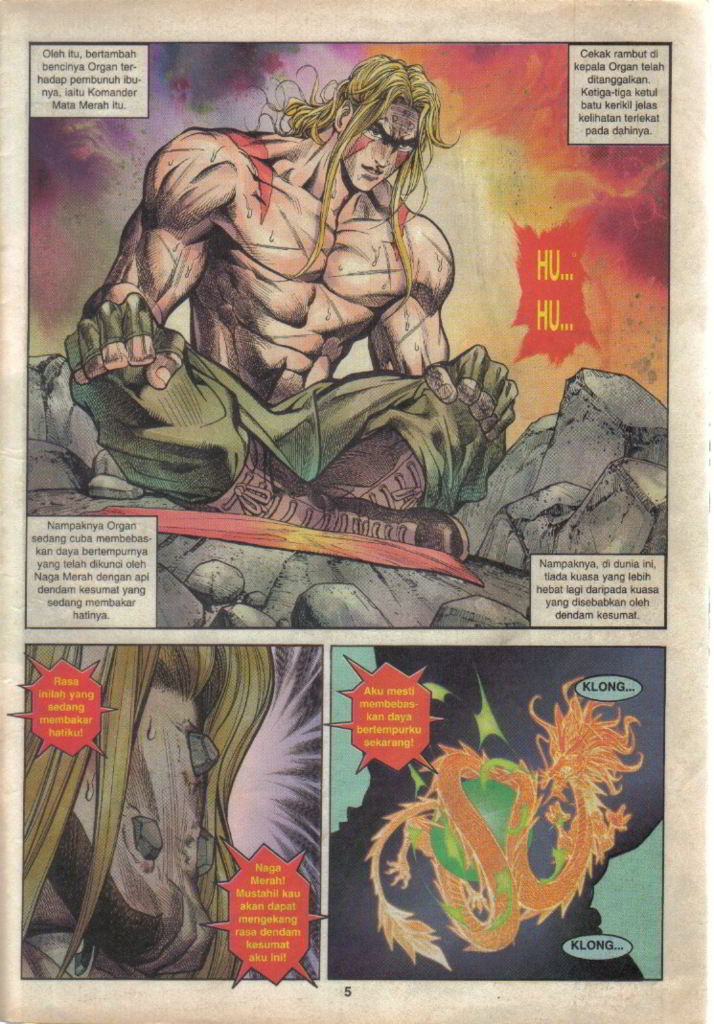 Oleh itu, bertambah
bencinya Organ ter-
hadap pembunuh ibu-
nya, iaitu Komander
Mata Merah itu.
Cekak rambut di
kepala Organ telah
ditanggalkan.
Ketiga-tiga ketul
batu kerikil jelas
kelihatan terlekat
pada dahinya.
HU...
HU...
Nampaknya Organ
sedang cuba membebas-
kan daya bertempurnya
yang telah dikunci oleh
Naga Merah dengan api
dendam kesumat yang
sedang membakar
hatinya.
Nampaknya, di dunia ini,
tiada kuasa yang lebih
hebat lagi daripada kuasa
yang disebabkan oleh
dendam kesumat.
Rasa
inilah yang
sedang
membakar
hatiku!
Naga
Merah!
Mustahil kau
akan dapat
mengekang
rasa dendam
kesumat
aku ini!
Aku mesti
membebas-
kan daya
bertempurku
sekarang!
KLONG...
KLONG...
5